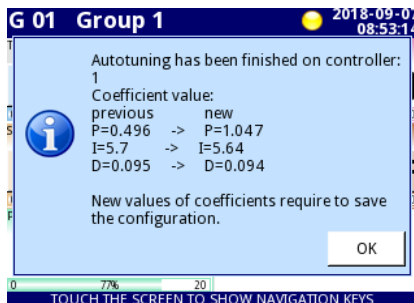 G 01 Group 1
2018-09-0
08:53:14
Autotuning has been finished on controller:
1
Coefficient value:
previous new
P=0.496 -> P=1.047
I=5.7 -> I=5.64
D=0.095 -> D=0.094
New values of coefficients require to save
the configuration.
OK
0 77% 20
TOUCH THE SCREEN TO SHOW NAVIGATION KEYS